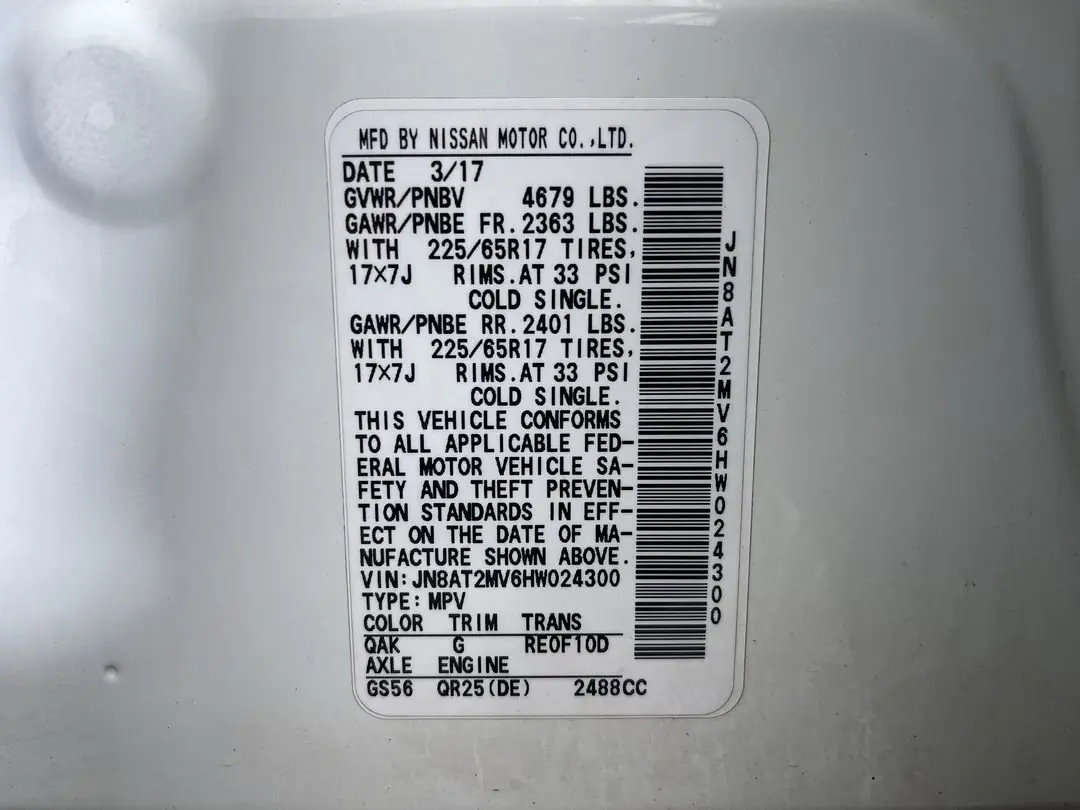 MFD BY NISSAN MOTOR CO.,LTD.
DATE 3/17
GVWR/PNBV 4679 LBS.
GAWR/PNBE FR.2363 LBS.
WITH 225/65R17 TIRES,
17×7J RIMS.AT 33 PSI
COLD SINGLE.
GAWR/PNBE RR.2401 LBS.
WITH 225/65R17 TIRES,
17×7J RIMS.AT 33 PSI
COLD SINGLE.
THIS VEHICLE CONFORMS
TO ALL APPLICABLE FED-
ERAL MOTOR VEHICLE SA-
FETY AND THEFT PREVEN-
TION STANDARDS IN EFF-
ECT ON THE DATE OF MA-
NUFACTURE SHOWN ABOVE.
VIN:JN8AT2MV6HW024300
TYPE:MPV
COLOR TRIM TRANS
QAK G RE0F10D
AXLE ENGINE
GS56 QR25(DE) 2488CC
JN8AT2MV6HW024300